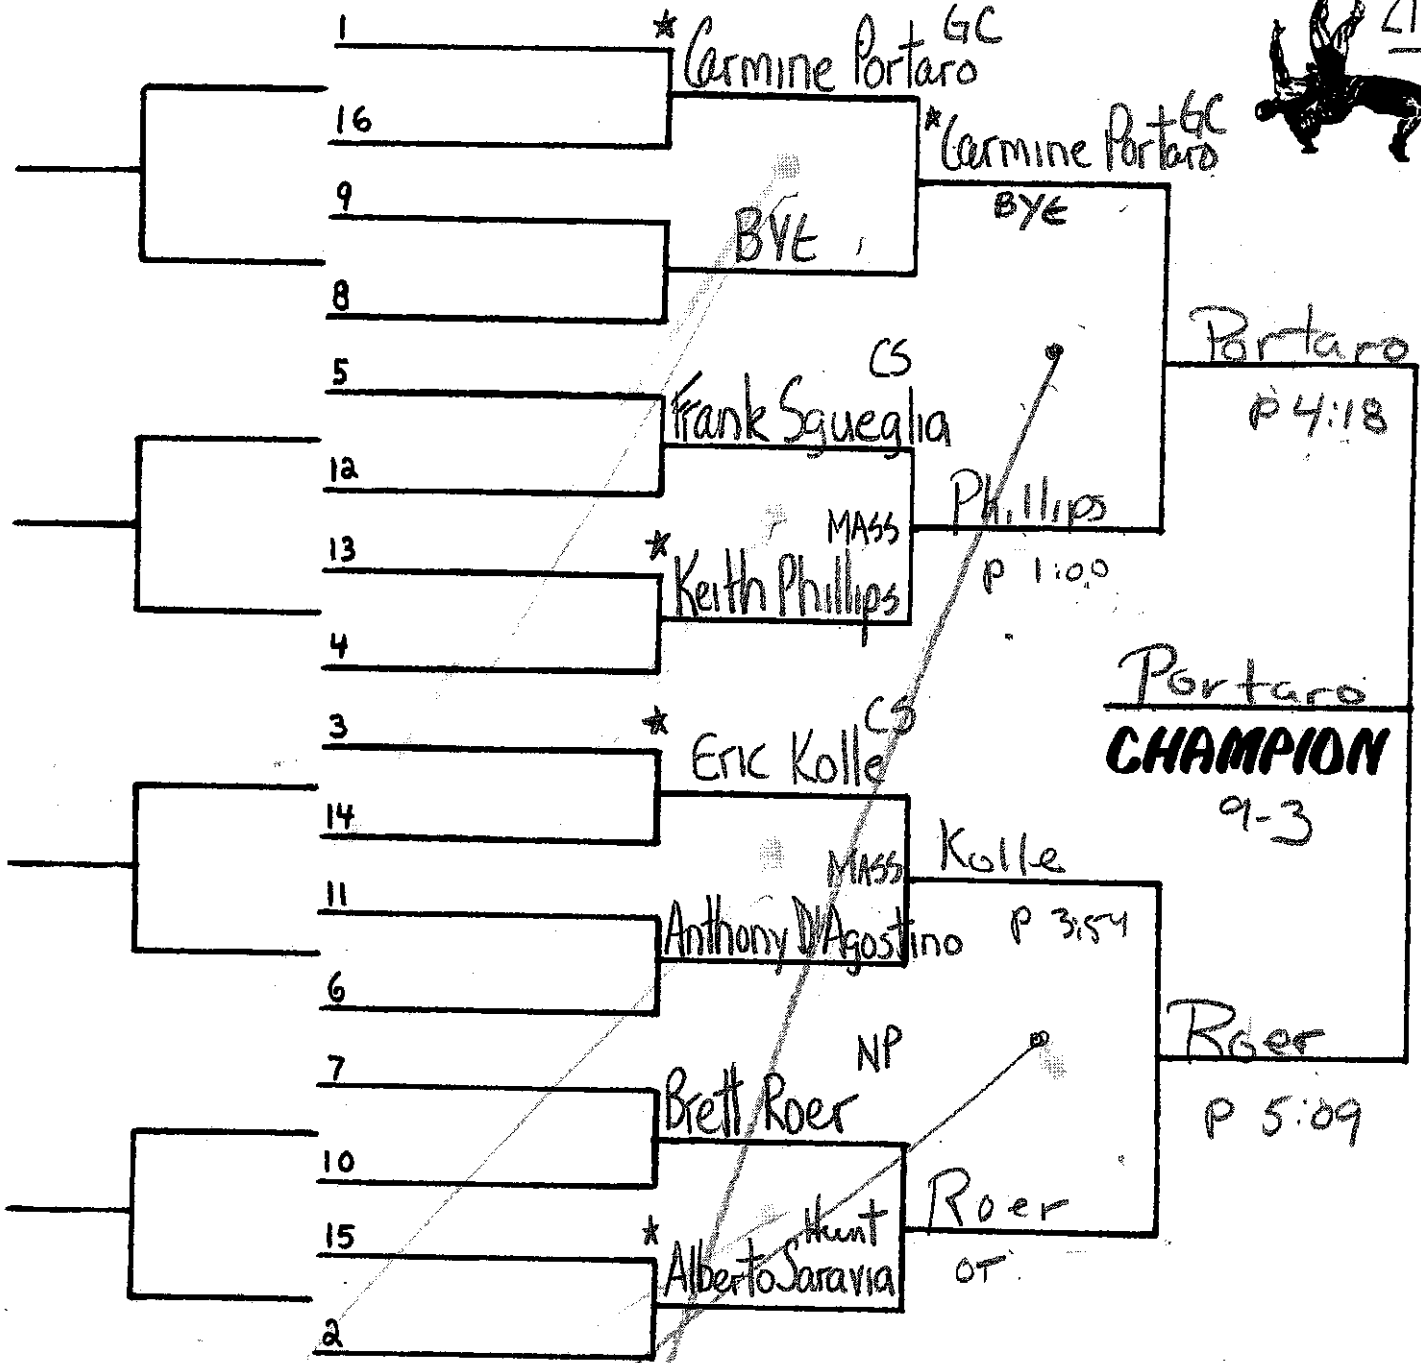 1
★ Carmine Portaro GC
16
★ Carmine Portaro GC
BYE
9
BYE
8
Portaro
P 4:18
5
CS
Frank Squeglia
12
Phillips
P 1:00
13
MASS
★ Keith Phillips
4
Portaro
CHAMPION
9-3
3
CS
★ Eric Kolle
14
Kolle
P 3:54
11
MASS
Anthony D'Agostino
6
Roer
P 5:09
7
NP
Brett Roer
10
Roer
OT
15
Hunt
★ Alberto Saravia
2